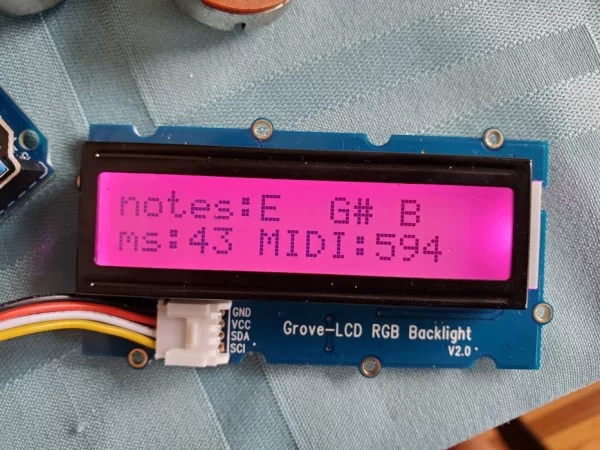 notes:E   G# B
ms:43 MIDI:594
GND
VCC
SDA
SCl
Grove-LCD RGB Backlight
V2.0